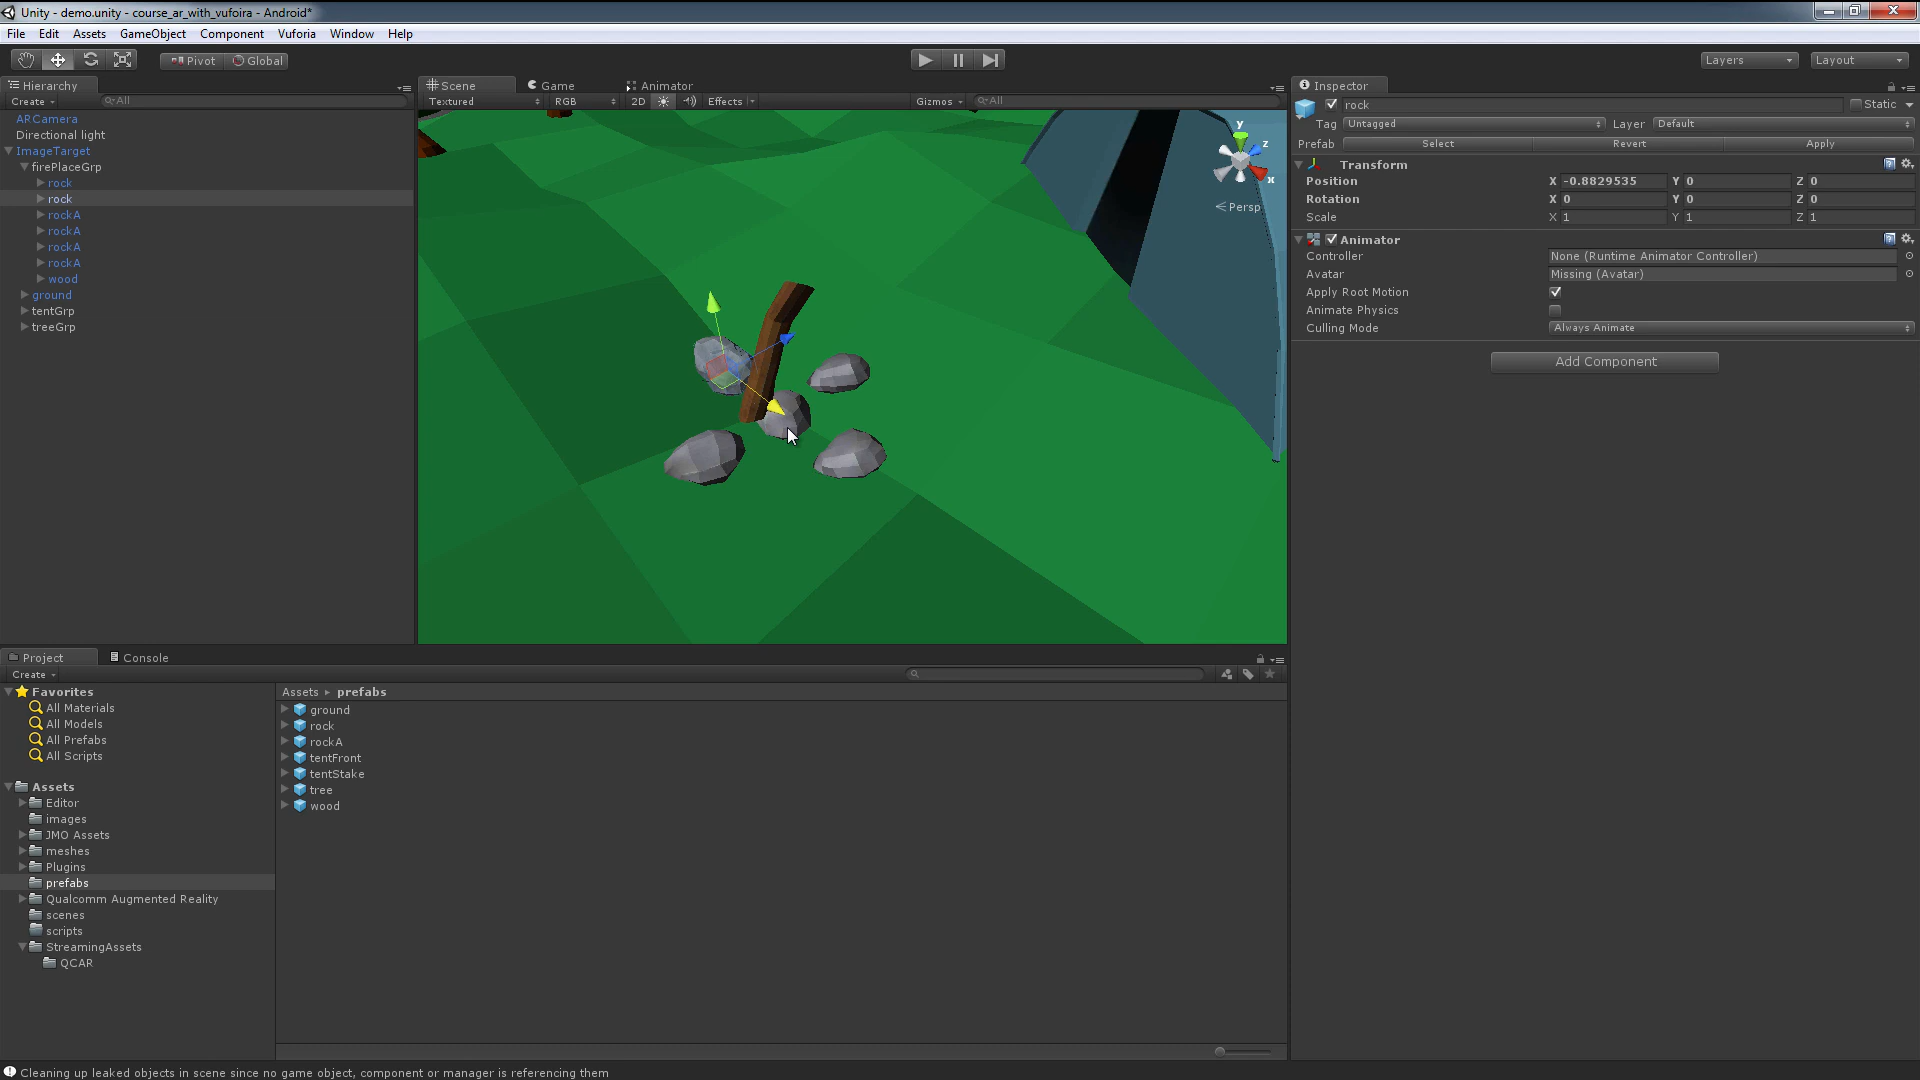 Unity - demo.unity - course_ar_with_vufoira - Android*
File Edit Assets GameObject Component Vuforia Window Help
Pivot Global Layers Layout
Hierarchy
Create All
ARCamera
Directional light
ImageTarget
firePlaceGrp
rock
rock
rockA
rockA
rockA
rockA
wood
ground
tentGrp
treeGrp
Scene Game Animator
Textured RGB 2D Effects Gizmos All
y
z
x
Persp
Inspector
rock Static
Tag Untagged Layer Default
Prefab Select Revert Apply
Transform
Position X -0.8829535 Y 0 Z 0
Rotation X 0 Y 0 Z 0
Scale X 1 Y 1 Z 1
Animator
Controller None (Runtime Animator Controller)
Avatar Missing (Avatar)
Apply Root Motion
Animate Physics
Culling Mode Always Animate
Add Component
Project Console
Create
Favorites
All Materials
All Models
All Prefabs
All Scripts
Assets
Editor
images
JMO Assets
meshes
Plugins
prefabs
Qualcomm Augmented Reality
scenes
scripts
StreamingAssets
QCAR
Assets prefabs
ground
rock
rockA
tentFront
tentStake
tree
wood
Cleaning up leaked objects in scene since no game object, component or manager is referencing them